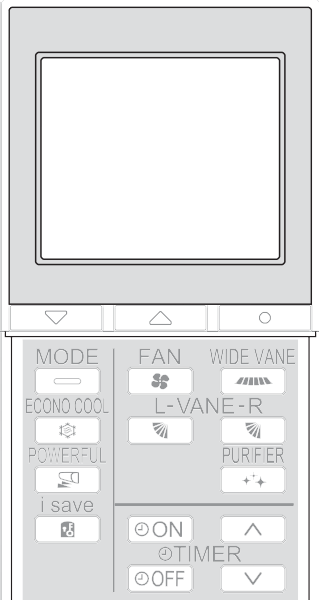 MODE FAN WIDE VANE
ECONO COOL L-VANE-R
POWERFUL PURIFIER
i save
ON
TIMER
OFF